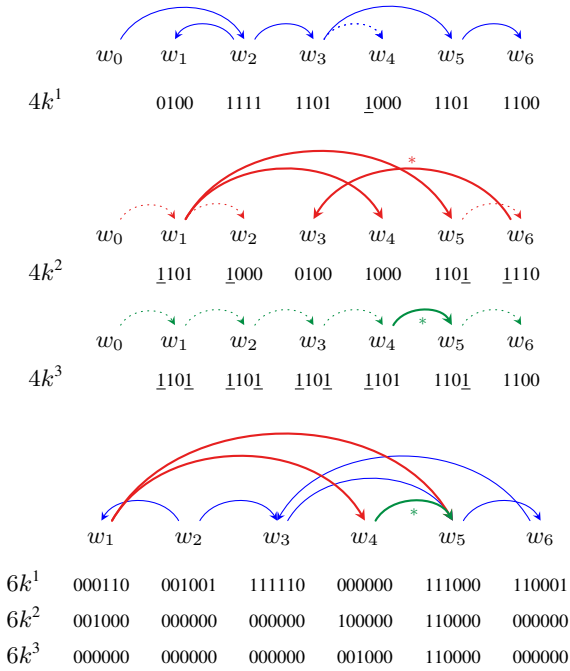 w₀ w₁ w₂ w₃ w₄ w₅ w₆
4k¹ 0100 1111 1101 1000 1101 1100
*
w₀ w₁ w₂ w₃ w₄ w₅ w₆
4k² 1101 1000 0100 1000 1101 1110
w₀ w₁ w₂ w₃ w₄ w₅ w₆
*
4k³ 1101 1101 1101 1101 1101 1100
*
w₁ w₂ w₃ w₄ w₅ w₆
6k¹ 000110 001001 111110 000000 111000 110001
6k² 001000 000000 000000 100000 110000 000000
6k³ 000000 000000 000000 001000 110000 000000